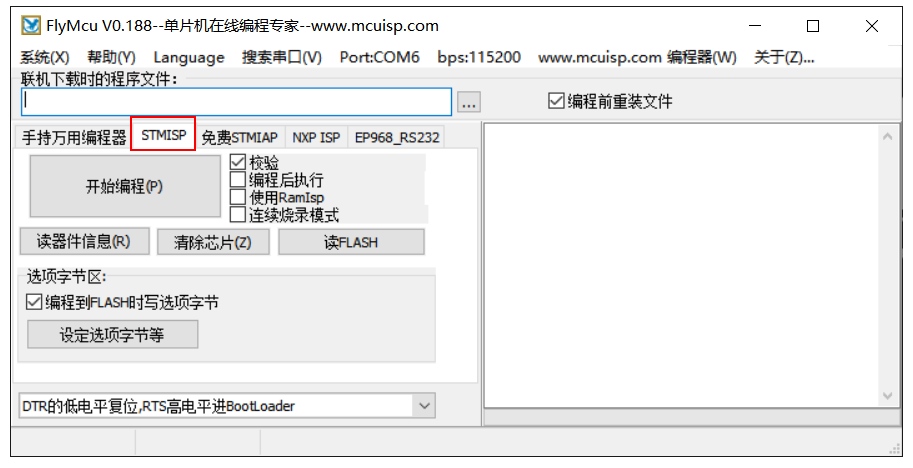 FlyMcu V0.188--单片机在线编程专家--www.mcuisp.com
系统(X) 帮助(Y) Language 搜索串口(V) Port:COM6 bps:115200 www.mcuisp.com 编程器(W) 关于(Z)...
联机下载时的程序文件:
... 编程前重装文件
手持万用编程器 STMISP 免费STMIAP NXP ISP EP968_RS232
开始编程(P)
校验
编程后执行
使用RamIsp
连续烧录模式
读器件信息(R) 清除芯片(Z) 读FLASH
选项字节区:
编程到FLASH时写选项字节
设定选项字节等
DTR的低电平复位,RTS高电平进BootLoader